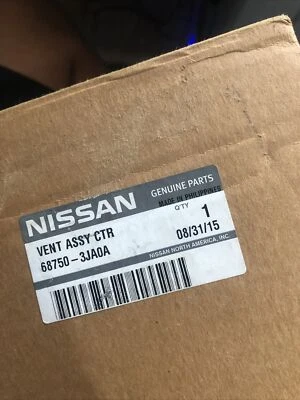 NISSAN
GENUINE PARTS
MADE IN PHILIPPINES
VENT ASSY CTR
Q'TY 1
68750-3JA0A
08/31/15
NISSAN NORTH AMERICA, INC.